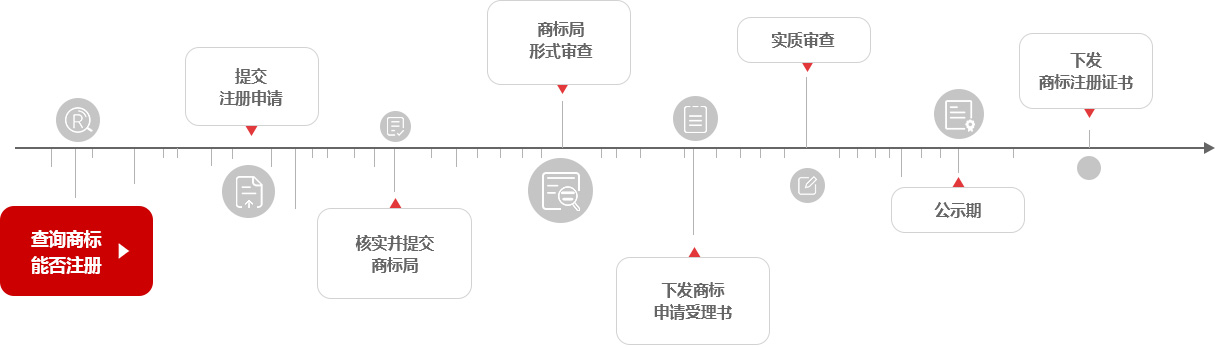 查询商标
能否注册
提交
注册申请
核实并提交
商标局
商标局
形式审查
下发商标
申请受理书
实质审查
公示期
下发
商标注册证书
R